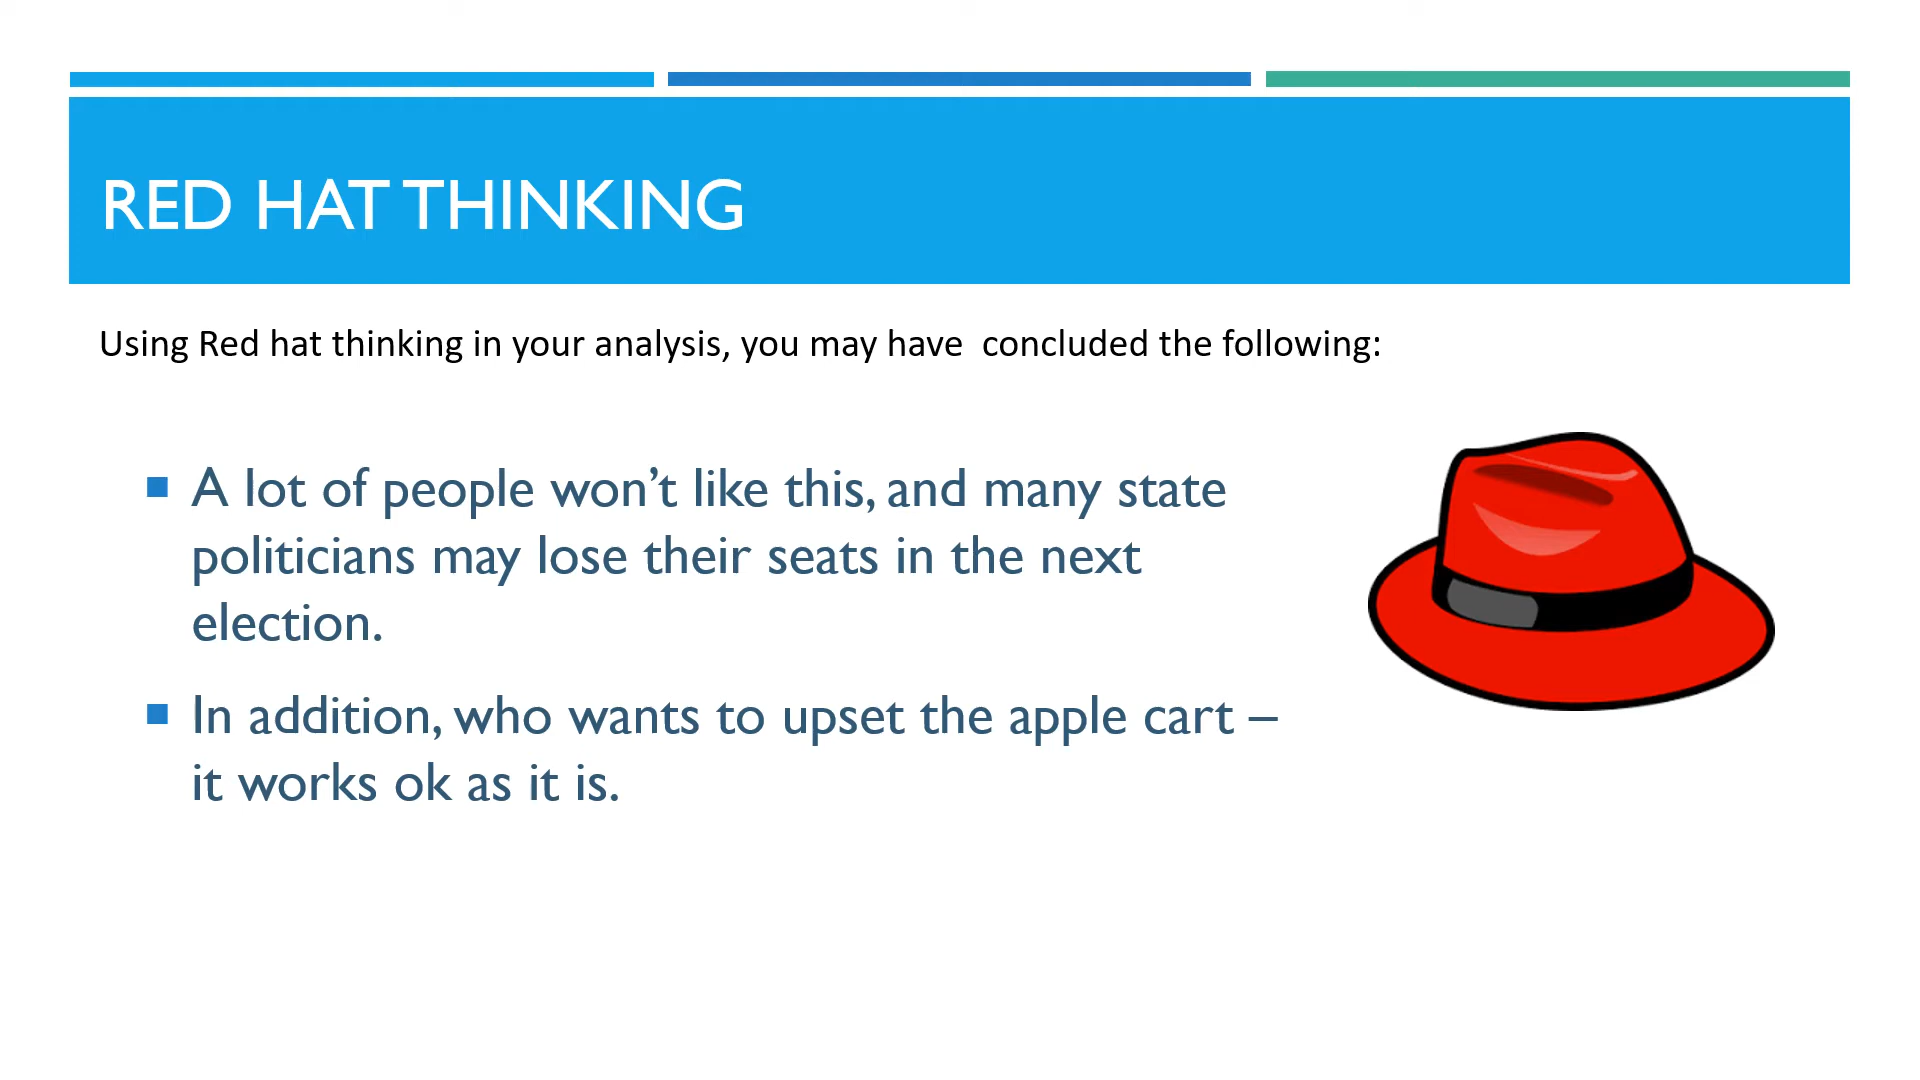 RED HAT THINKING
Using Red hat thinking in your analysis, you may have  concluded the following:
A lot of people won’t like this, and many state
politicians may lose their seats in the next
election.
In addition, who wants to upset the apple cart –
it works ok as it is.